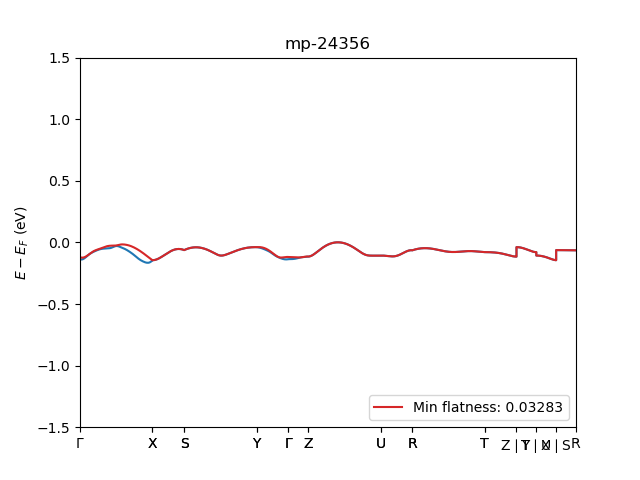 mp-24356
E − E_F (eV)
1.5
1.0
0.5
0.0
−0.5
−1.0
−1.5
Min flatness: 0.03283
Γ X S Y Γ Z U R T Z | T | | S R